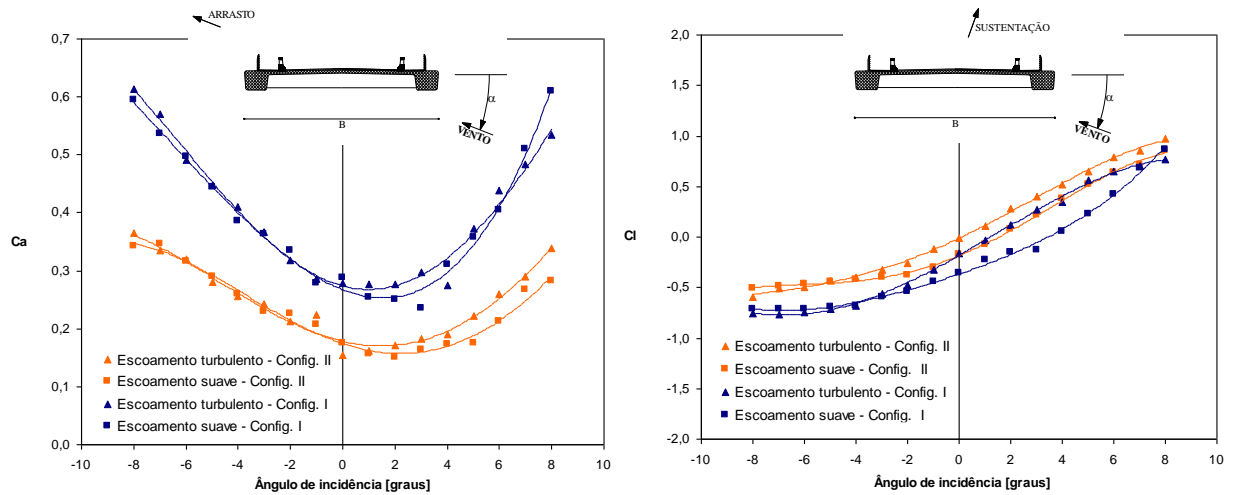 ARRASTO
0,7
0,6
0,5
0,4
0,3
0,2
0,1
0,0
Ca
α
VENTO
B
Escoamento turbulento - Config. II
Escoamento suave - Config. II
Escoamento turbulento - Config. I
Escoamento suave - Config. I
-10 -8 -6 -4 -2 0 2 4 6 8 10
Ângulo de incidência [graus]
SUSTENTAÇÃO
2,0
1,5
1,0
0,5
0,0
-0,5
-1,0
-1,5
-2,0
Cl
α
VENTO
B
Escoamento turbulento - Config. II
Escoamento suave - Config. II
Escoamento turbulento - Config. I
Escoamento suave - Config. I
-10 -8 -6 -4 -2 0 2 4 6 8 10
Ângulo de incidência [graus]